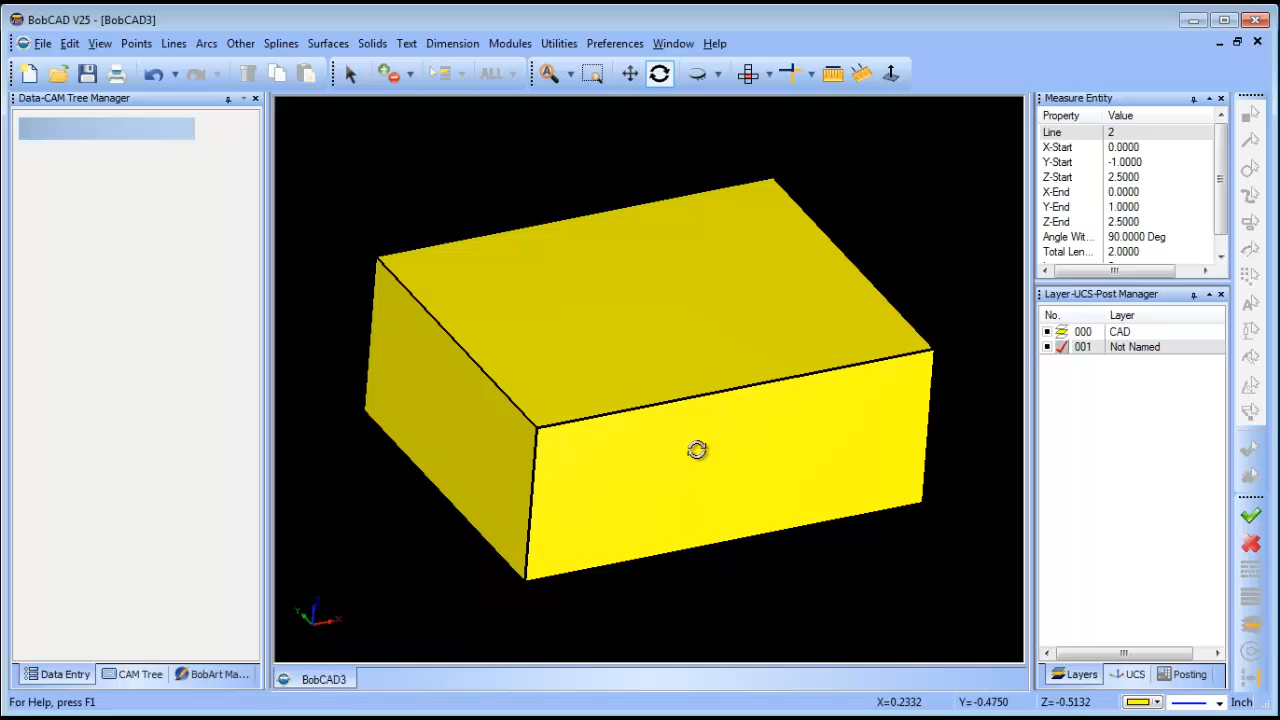 BobCAD V25 - [BobCAD3]
File Edit View Points Lines Arcs Other Splines Surfaces Solids Text Dimension Modules Utilities Preferences Window Help
ALL
Data-CAM Tree Manager
Measure Entity
Property Value
Line 2
X-Start 0.0000
Y-Start -1.0000
Z-Start 2.5000
X-End 0.0000
Y-End 1.0000
Z-End 2.5000
Angle Wit... 90.0000 Deg
Total Len... 2.0000
Layer-UCS-Post Manager
No. Layer
000 CAD
001 Not Named
Y Z X
Data Entry CAM Tree BobArt Ma...
BobCAD3
Layers UCS Posting
For Help, press F1
X=0.2332 Y=-0.4750 Z=-0.5132 Inch